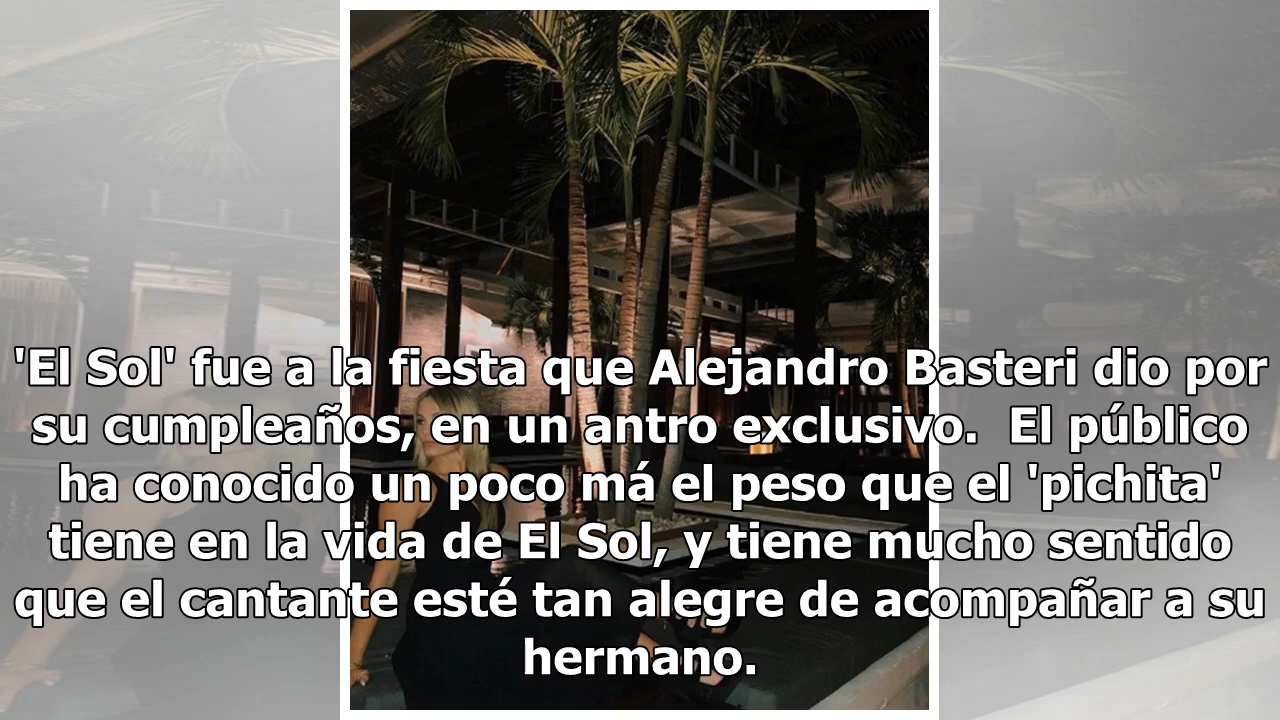 'El Sol' fue a la fiesta que Alejandro Basteri dio por
su cumpleaños, en un antro exclusivo.  El público
ha conocido un poco má el peso que el 'pichita'
tiene en la vida de El Sol, y tiene mucho sentido
que el cantante esté tan alegre de acompañar a su
hermano.